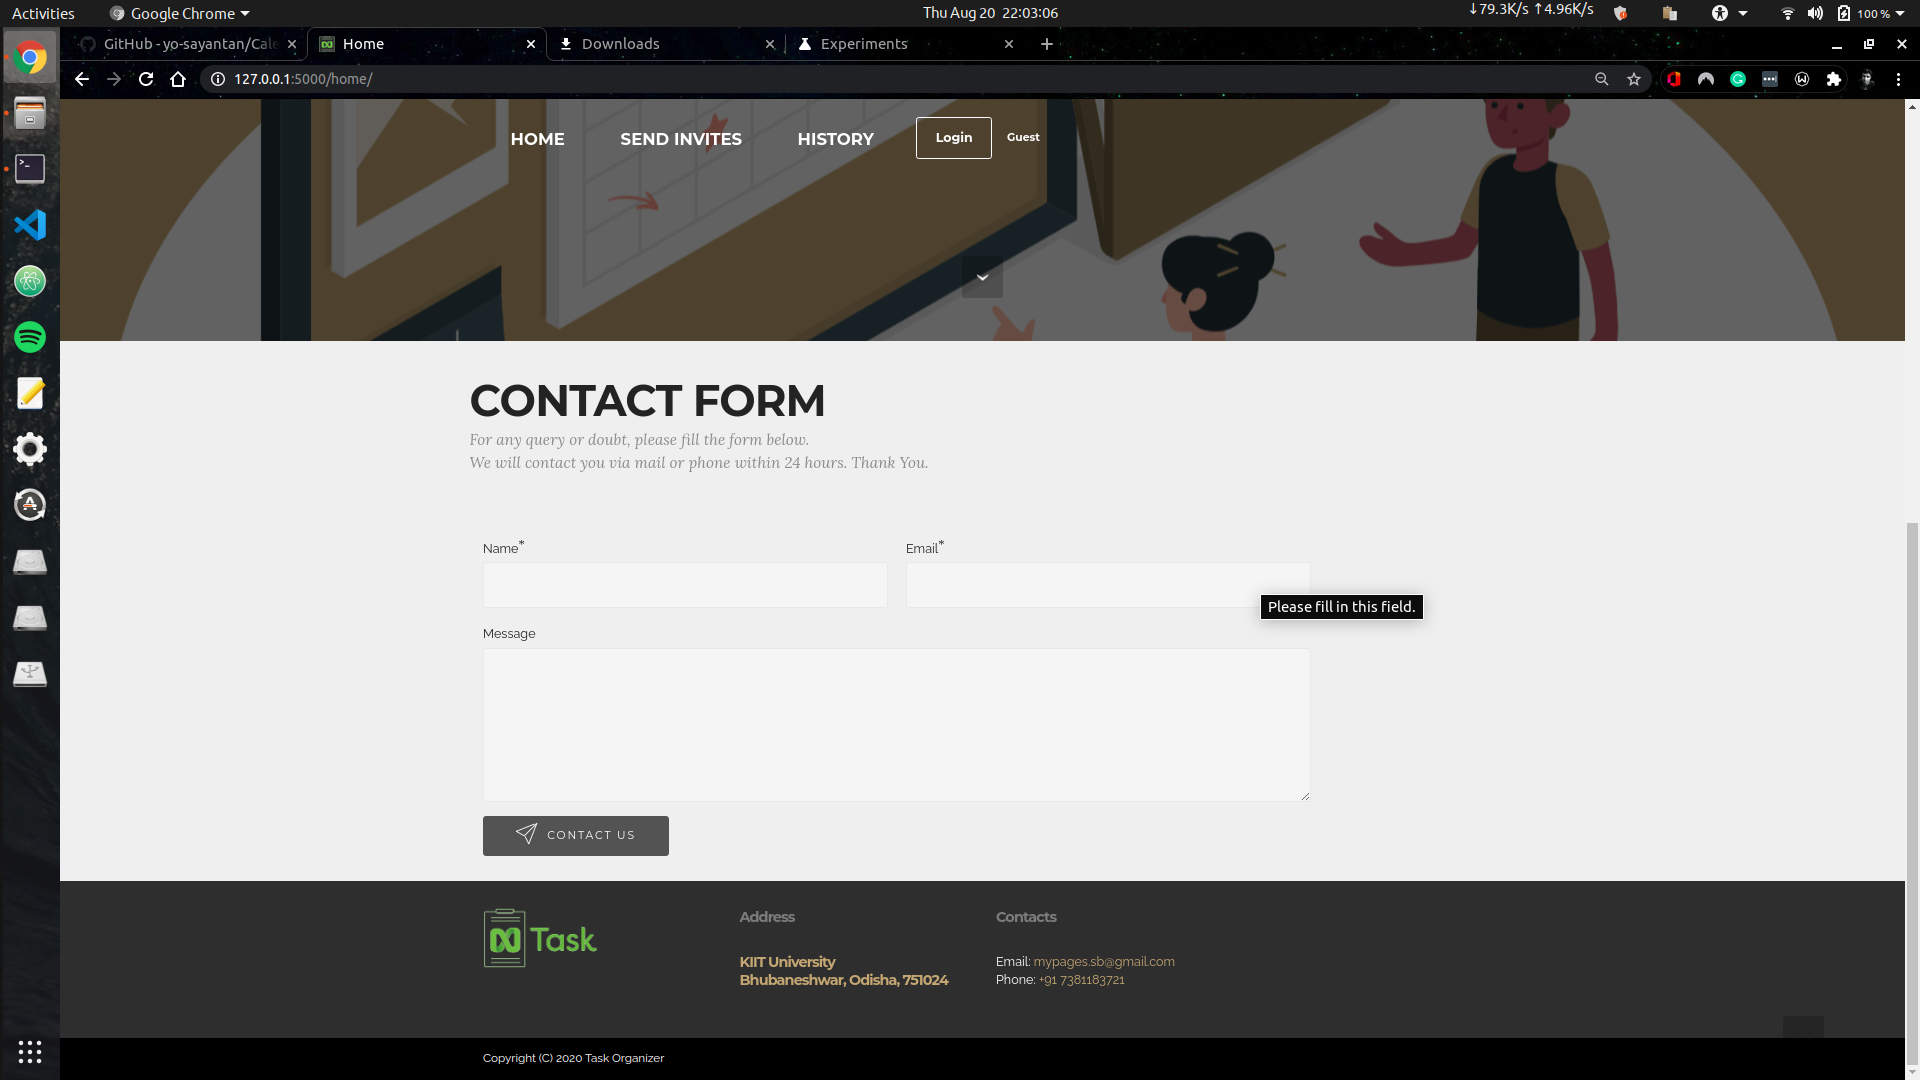 Activities
Google Chrome
Thu Aug 20 22:03:06
↓79.3K/s ↑4.96K/s
100 %
GitHub - yo-sayantan/Cale
Home
Downloads
Experiments
127.0.0.1:5000/home/
HOME
SEND INVITES
HISTORY
Login
Guest
CONTACT FORM
For any query or doubt, please fill the form below.
We will contact you via mail or phone within 24 hours. Thank You.
Name*
Email*
Please fill in this field.
Message
CONTACT US
Task
Address
KIIT University
Bhubaneshwar, Odisha, 751024
Contacts
Email: mypages.sb@gmail.com
Phone: +91 7381183721
Copyright (C) 2020 Task Organizer